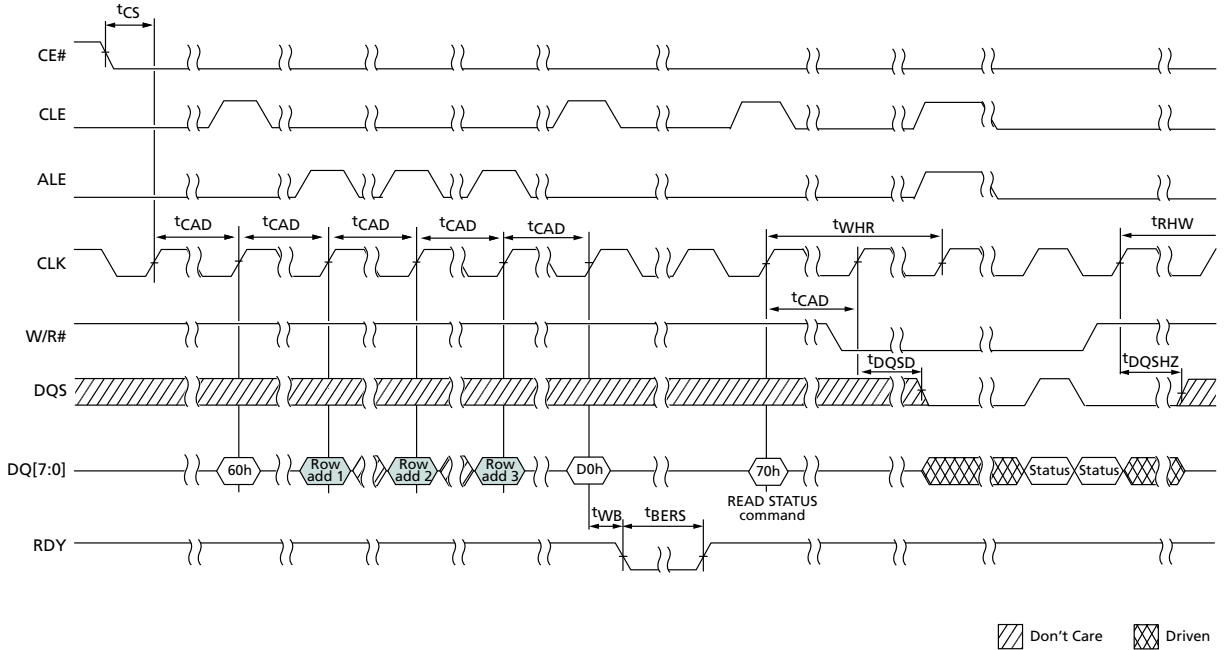 tCS
CE#
CLE
ALE
tCAD tCAD tCAD tCAD tCAD tWHR tRHW
CLK
tCAD
W/R#
tDQSD tDQSHZ
DQS
DQ[7:0] 60h Row add 1 Row add 2 Row add 3 D0h 70h Status Status
READ STATUS
command
tWB tBERS
RDY
Don't Care Driven